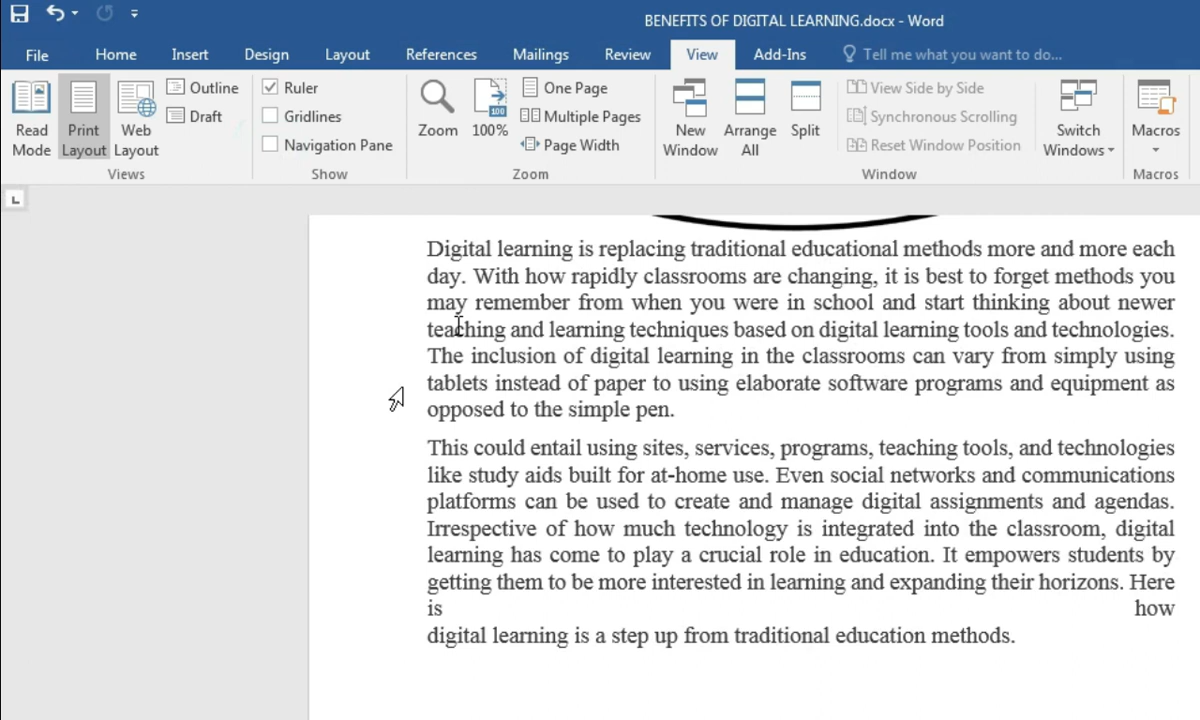 BENEFITS OF DIGITAL LEARNING.docx - Word
File Home Insert Design Layout References Mailings Review View Add-Ins Tell me what you want to do...
Read Mode
Print Layout
Web Layout
Outline
Draft
Views
Ruler
Gridlines
Navigation Pane
Show
Zoom
100
100%
One Page
Multiple Pages
Page Width
Zoom
New Window
Arrange All
Split
View Side by Side
Synchronous Scrolling
Reset Window Position
Switch Windows
Window
Macros
Macros
Digital learning is replacing traditional educational methods more and more each
day. With how rapidly classrooms are changing, it is best to forget methods you
may remember from when you were in school and start thinking about newer
teaching and learning techniques based on digital learning tools and technologies.
The inclusion of digital learning in the classrooms can vary from simply using
tablets instead of paper to using elaborate software programs and equipment as
opposed to the simple pen.
This could entail using sites, services, programs, teaching tools, and technologies
like study aids built for at-home use. Even social networks and communications
platforms can be used to create and manage digital assignments and agendas.
Irrespective of how much technology is integrated into the classroom, digital
learning has come to play a crucial role in education. It empowers students by
getting them to be more interested in learning and expanding their horizons. Here
is how
digital learning is a step up from traditional education methods.